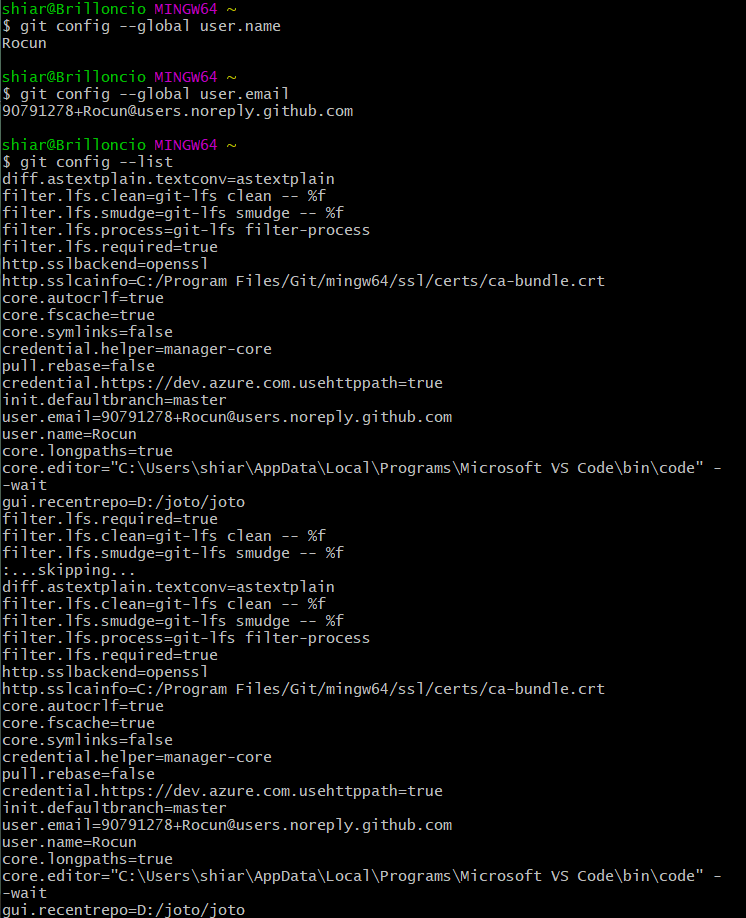 shiar@Brilloncio MINGW64 ~
$ git config --global user.name
Rocun
shiar@Brilloncio MINGW64 ~
$ git config --global user.email
90791278+Rocun@users.noreply.github.com
shiar@Brilloncio MINGW64 ~
$ git config --list
diff.astextplain.textconv=astextplain
filter.lfs.clean=git-lfs clean -- %f
filter.lfs.smudge=git-lfs smudge -- %f
filter.lfs.process=git-lfs filter-process
filter.lfs.required=true
http.sslbackend=openssl
http.sslcainfo=C:/Program Files/Git/mingw64/ssl/certs/ca-bundle.crt
core.autocrlf=true
core.fscache=true
core.symlinks=false
credential.helper=manager-core
pull.rebase=false
credential.https://dev.azure.com.usehttppath=true
init.defaultbranch=master
user.email=90791278+Rocun@users.noreply.github.com
user.name=Rocun
core.longpaths=true
core.editor="C:\Users\shiar\AppData\Local\Programs\Microsoft VS Code\bin\code" -
-wait
gui.recentrepo=D:/joto/joto
filter.lfs.required=true
filter.lfs.clean=git-lfs clean -- %f
filter.lfs.smudge=git-lfs smudge -- %f
:...skipping...
diff.astextplain.textconv=astextplain
filter.lfs.clean=git-lfs clean -- %f
filter.lfs.smudge=git-lfs smudge -- %f
filter.lfs.process=git-lfs filter-process
filter.lfs.required=true
http.sslbackend=openssl
http.sslcainfo=C:/Program Files/Git/mingw64/ssl/certs/ca-bundle.crt
core.autocrlf=true
core.fscache=true
core.symlinks=false
credential.helper=manager-core
pull.rebase=false
credential.https://dev.azure.com.usehttppath=true
init.defaultbranch=master
user.email=90791278+Rocun@users.noreply.github.com
user.name=Rocun
core.longpaths=true
core.editor="C:\Users\shiar\AppData\Local\Programs\Microsoft VS Code\bin\code" -
-wait
gui.recentrepo=D:/joto/joto